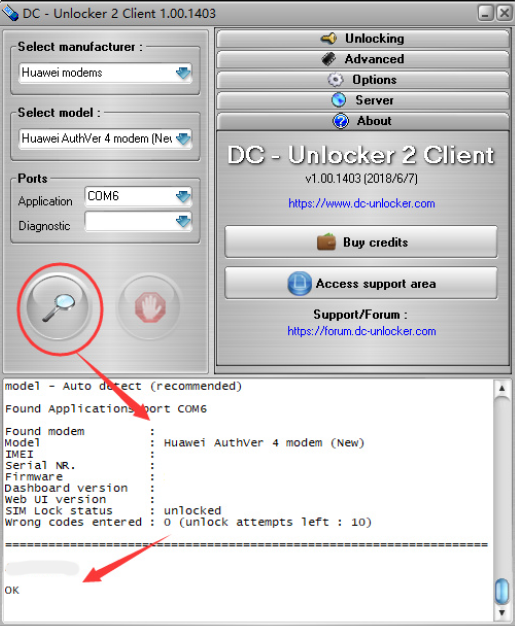 DC - Unlocker 2 Client 1.00.1403
Select manufacturer :
Huawei modems
Select model :
Huawei AuthVer 4 modem (Nev
Ports
Application COM6
Diagnostic
Unlocking
Advanced
Options
Server
About
DC - Unlocker 2 Client
v1.00.1403 (2018/6/7)
https://www.dc-unlocker.com
Buy credits
Access support area
Support/Forum :
https://forum.dc-unlocker.com
model - Auto detect (recommended)
Found Applications port COM6
Found modem :
Model : Huawei AuthVer 4 modem (New)
IMEI :
Serial NR. :
Firmware :
Dashboard version :
Web UI version :
SIM Lock status : unlocked
Wrong codes entered : 0 (unlock attempts left : 10)
===============================================================
OK